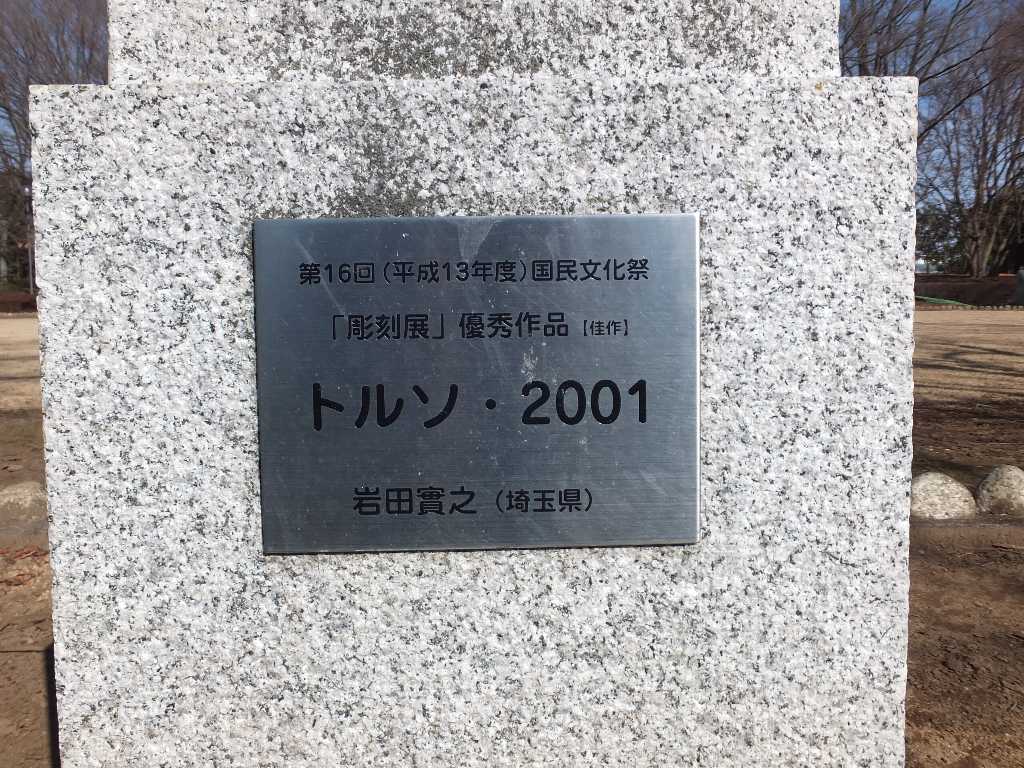 第16回(平成13年度)国民文化祭
「彫刻展」優秀作品【佳作】
トルソ・2001
岩田實之(埼玉県)